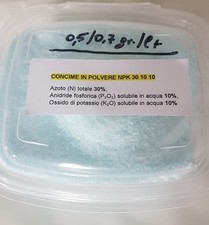 0,5/0,7 gr./lt
CONCIME IN POLVERE NPK 30 10 10
Azoto (N) totale 30%.
Anidride fosforica (P₂O₅) solubile in acqua 10%.
Ossido di potassio (K₂O) solubile in acqua 10%